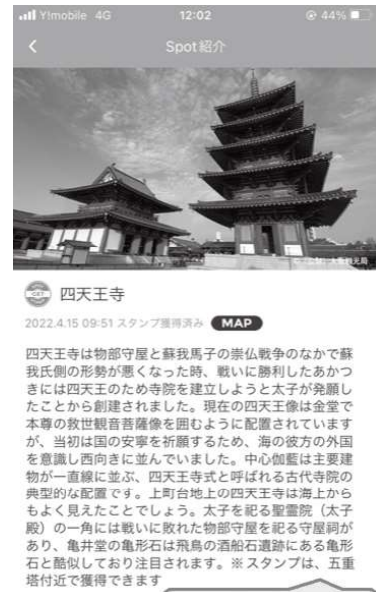 Y!mobile 4G 12:02 44%
Spot紹介
四天王寺
2022.4.15 09:51 スタンプ獲得済み MAP
四天王寺は物部守屋と蘇我馬子の崇仏戦争のなかで蘇
我氏側の形勢が悪くなった時、戦いに勝利したあかつ
きには四天王のため寺院を建立しようと太子が発願し
たことから創建されました。現在の四天王像は金堂で
本尊の救世観音菩薩像を囲むように配置されています
が、当初は国の安寧を祈願するため、海の彼方の外国
を意識し西向きに並んでいました。中心伽藍は主要建
物が一直線に並ぶ、四天王寺式と呼ばれる古代寺院の
典型的な配置です。上町台地上の四天王寺は海上から
もよく見えたことでしょう。太子を祀る聖霊院（太子
殿）の一角には戦いに敗れた物部守屋を祀る守屋祠が
あり、亀井堂の亀形石は飛鳥の酒船石遺跡にある亀形
石と酷似しており注目されます。※スタンプは、五重
塔付近で獲得できます